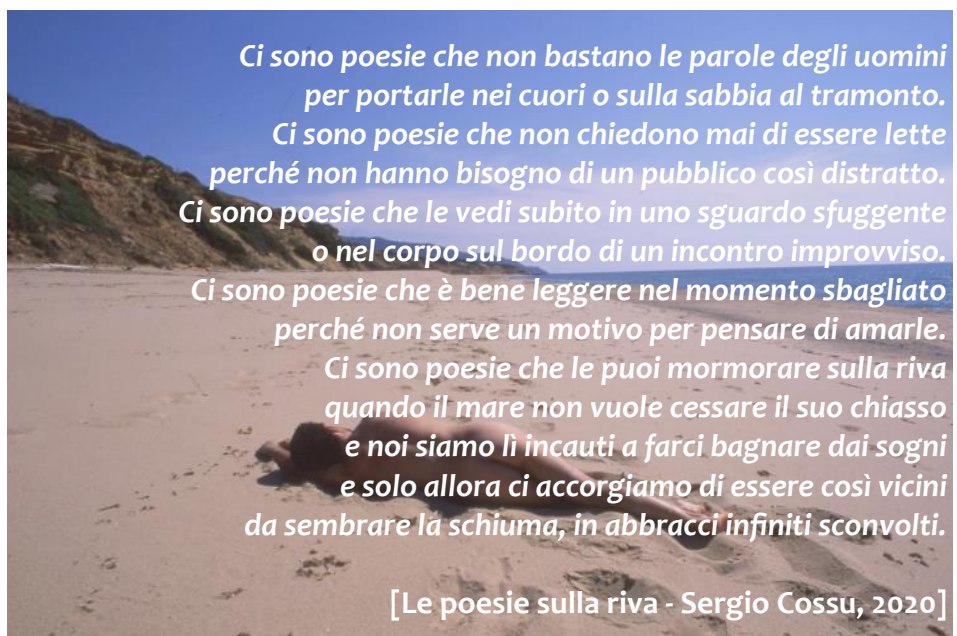 Ci sono poesie che non bastano le parole degli uomini
per portarle nei cuori o sulla sabbia al tramonto.
Ci sono poesie che non chiedono mai di essere lette
perché non hanno bisogno di un pubblico così distratto.
Ci sono poesie che le vedi subito in uno sguardo sfuggente
o nel corpo sul bordo di un incontro improvviso.
Ci sono poesie che è bene leggere nel momento sbagliato
perché non serve un motivo per pensare di amarle.
Ci sono poesie che le puoi mormorare sulla riva
quando il mare non vuole cessare il suo chiasso
e noi siamo lì incauti a farci bagnare dai sogni
e solo allora ci accorgiamo di essere così vicini
da sembrare la schiuma, in abbracci infiniti sconvolti.
[Le poesie sulla riva - Sergio Cossu, 2020]